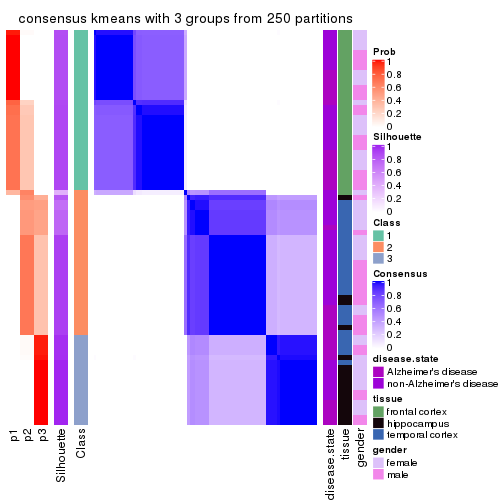 consensus kmeans with 3 groups from 250 partitions
Prob
1
0.8
0.6
0.4
0.2
0
Silhouette
1
0.8
0.6
0.4
0.2
0
Class
1
2
3
Consensus
1
0.8
0.6
0.4
0.2
0
disease.state
Alzheimer's disease
non-Alzheimer's disease
tissue
frontal cortex
hippocampus
temporal cortex
gender
female
male
p1
p2
p3
Silhouette
Class
disease.state
tissue
gender